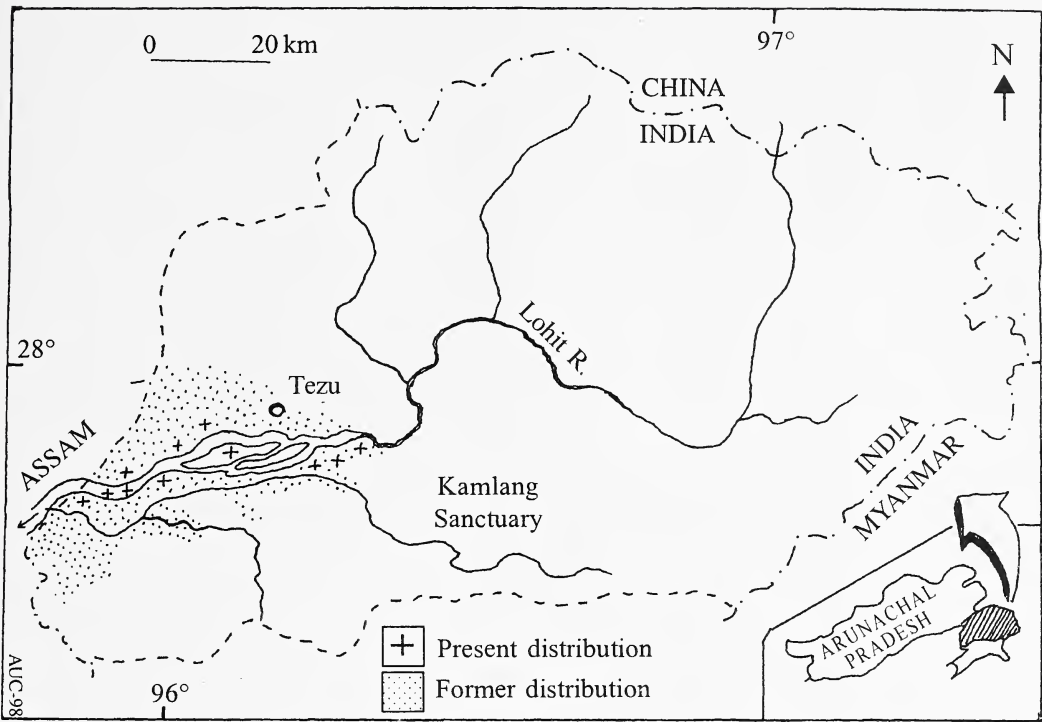 0 20 km
97°
N
CHINA
INDIA
Lohit R.
28°
Tezu
ASSAM
Kamlang
Sanctuary
INDIA
MYANMAR
ARUNACHAL
PRADESH
+ Present distribution
Former distribution
AUC-98
96°